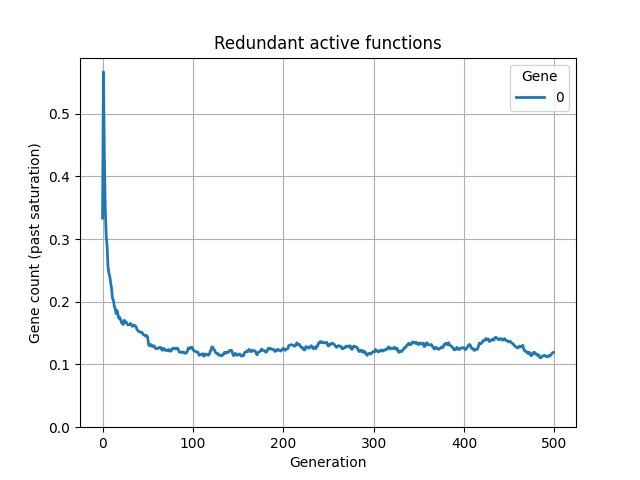 Redundant active functions
Gene
0
Gene count (past saturation)
0.5
0.4
0.3
0.2
0.1
0.0
0 100 200 300 400 500
Generation